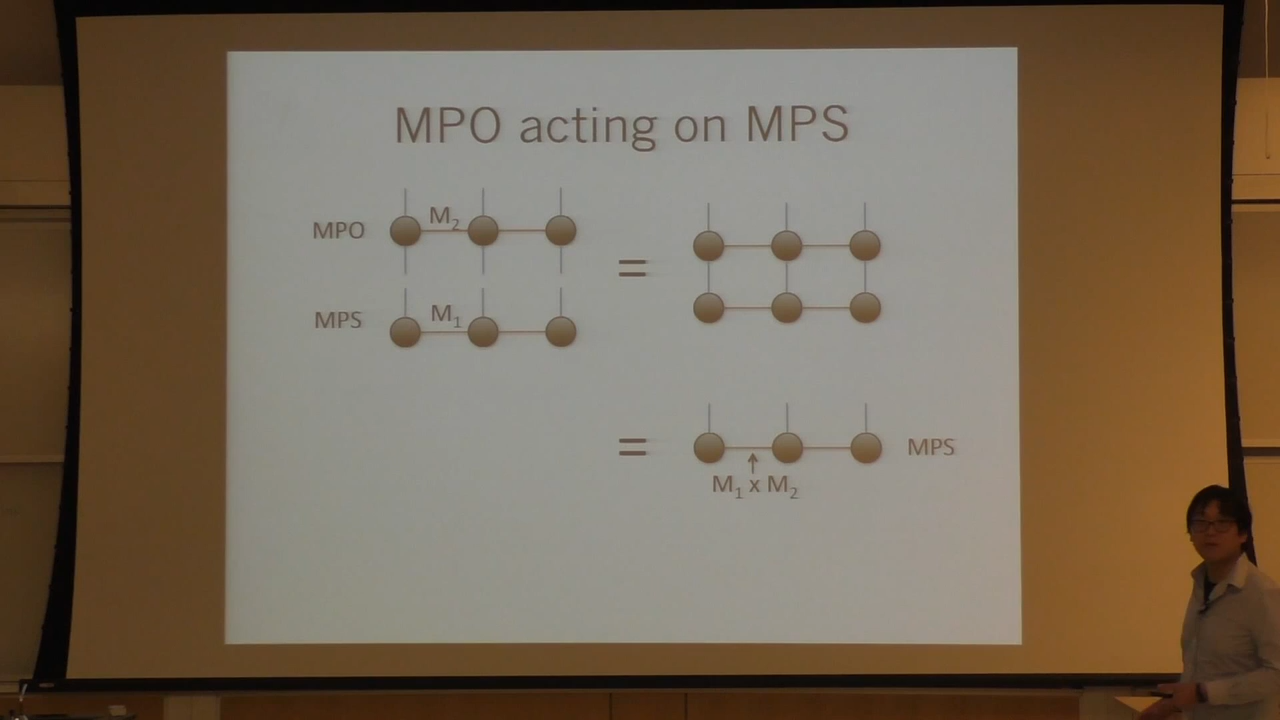 MPO acting on MPS
MPO
M₂
=
MPS
M₁
=
MPS
M₁ x M₂